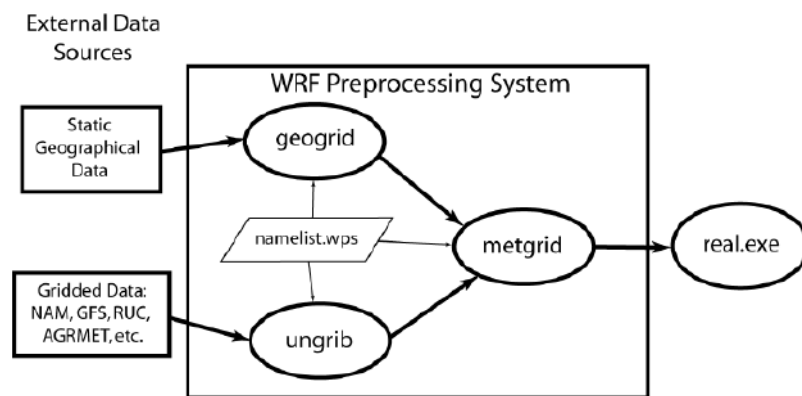 External Data
Sources
WRF Preprocessing System
Static
Geographical
Data
geogrid
namelist.wps
metgrid
real.exe
Gridded Data:
NAM, GFS, RUC,
AGRMET, etc.
ungrib